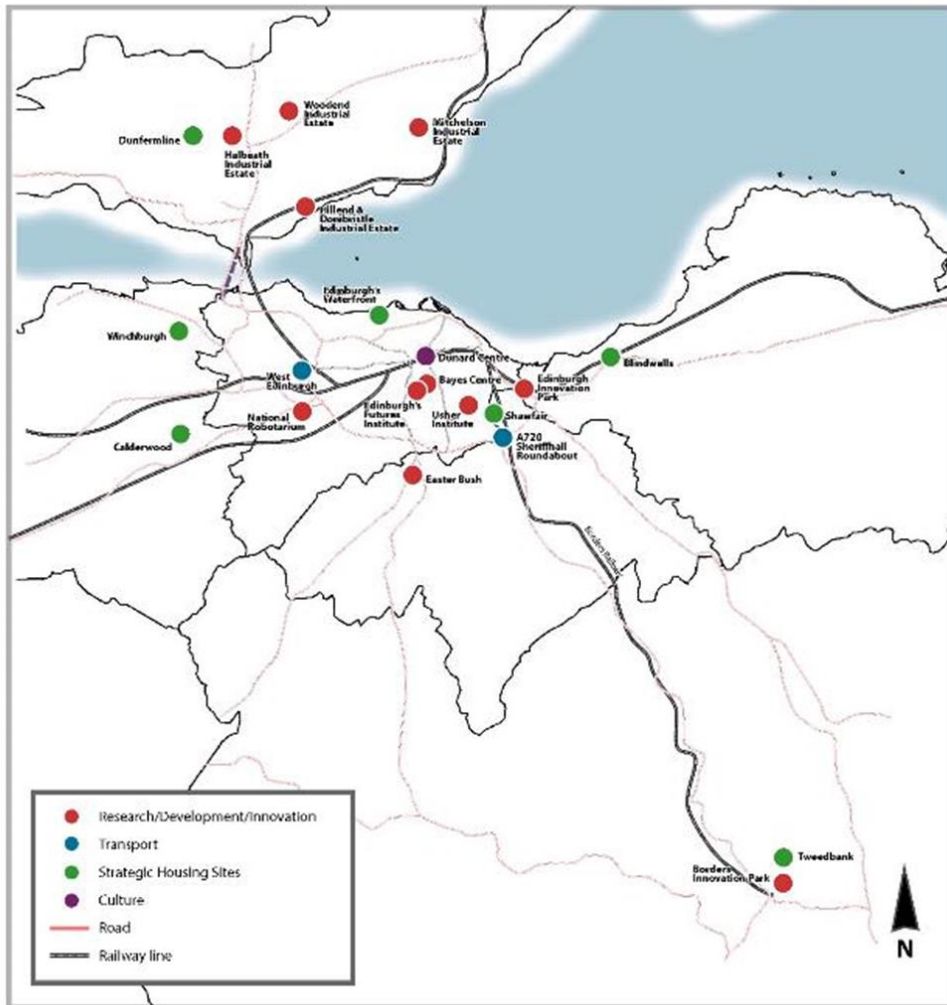 Woodend
Industrial
Estate
Mitchelson
Industrial
Estate
Dunfermline
Halbeath
Industrial
Estate
Hillend &
Donibristle
Industrial Estate
Edinburgh's
Waterfront
Winchburgh
Dunard Centre
Blindwells
West
Edinburgh
Bayes Centre
Edinburgh
Innovation
Park
National
Robotarium
Edinburgh's
Futures
Institute
Usher
Institute
Shawfair
Calderwood
A720
Sheriffhall
Roundabout
Easter Bush
Borders Railway
Tweedbank
Borders
Innovation Park
Research/Development/Innovation
Transport
Strategic Housing Sites
Culture
Road
Railway line
N